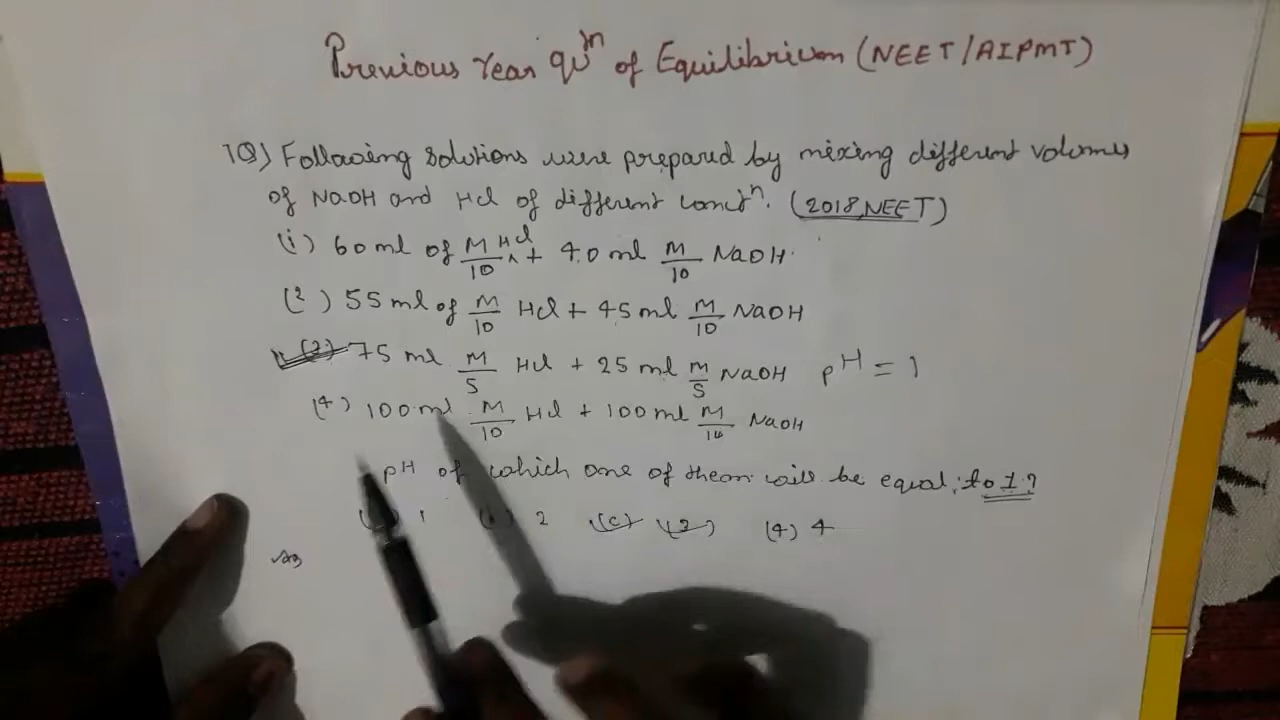 Previous Year Quⁿ of Equilibrium (NEET/AIPMT)
1Q) Following solutions were prepared by mixing different volumes
of NaOH and HCl of different concⁿ. (2018, NEET)
(i) 60 ml of M/10 HCl + 40 ml M/10 NaOH
(2) 55 ml of M/10 HCl + 45 ml M/10 NaOH
(3) 75 ml M/5 HCl + 25 ml M/5 NaOH pH = 1
(4) 100 ml M/10 HCl + 100 ml M/10 NaOH
pH of which one of them will be equal to 1?
1 2 (c) (3) (4) 4